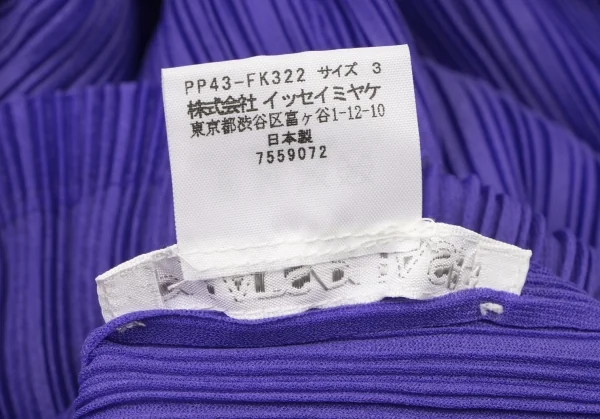 PP43-FK322 サイズ 3
株式会社 イッセイミヤケ
東京都渋谷区富ヶ谷1-12-10
日本製
7559072